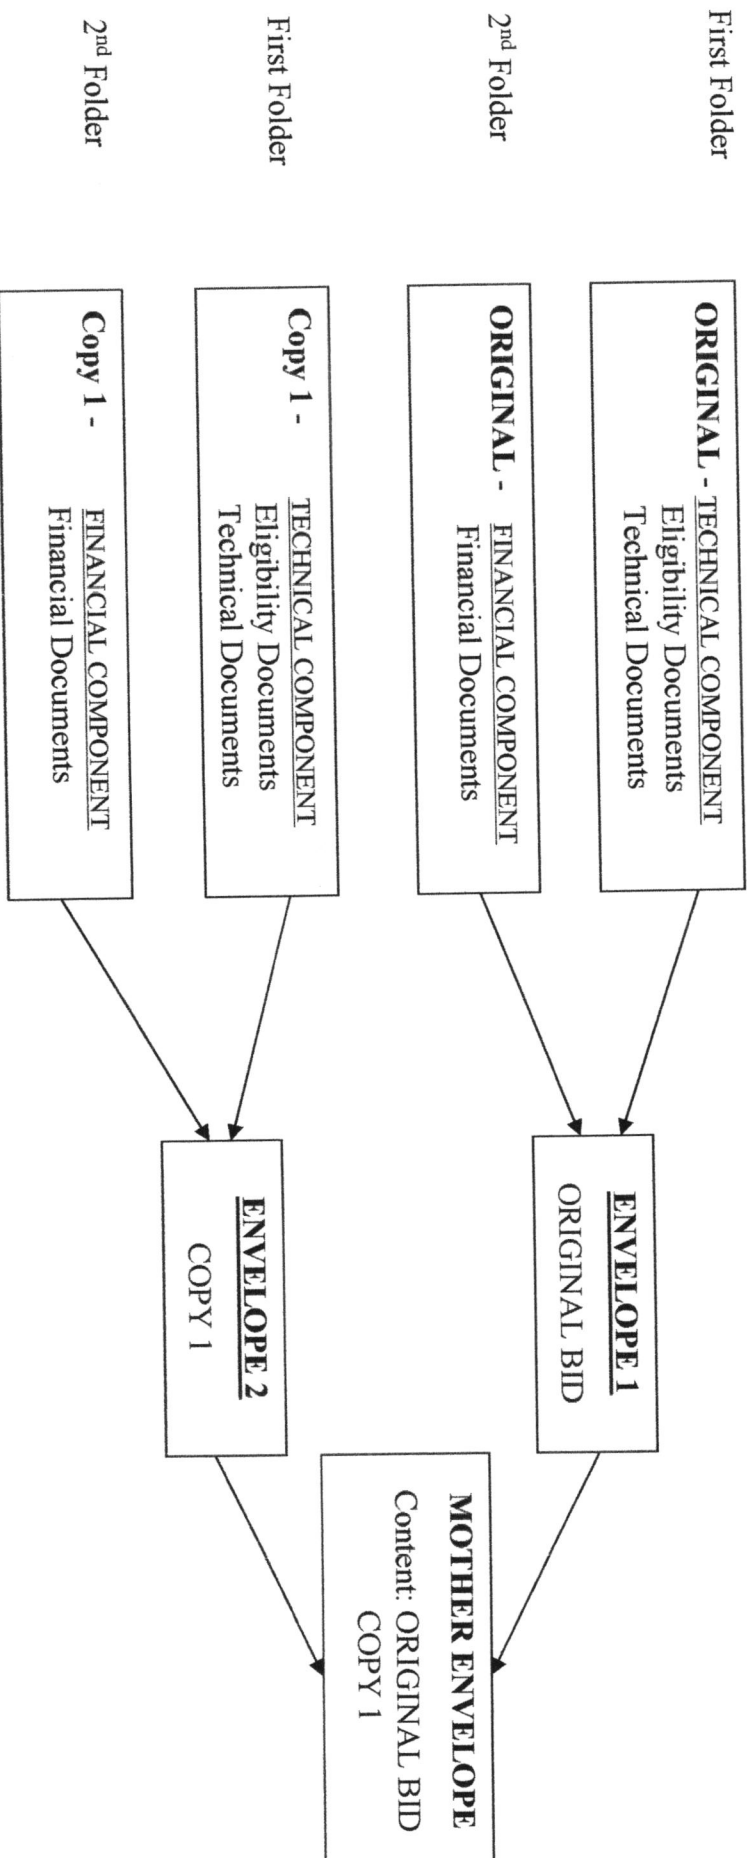 First Folder
ORIGINAL - TECHNICAL COMPONENT
Eligibility Documents
Technical Documents
2nd Folder
ORIGINAL - FINANCIAL COMPONENT
Financial Documents
ENVELOPE 1
ORIGINAL BID
First Folder
Copy 1 - TECHNICAL COMPONENT
Eligibility Documents
Technical Documents
2nd Folder
Copy 1 - FINANCIAL COMPONENT
Financial Documents
ENVELOPE 2
COPY 1
MOTHER ENVELOPE
Content: ORIGINAL BID
COPY 1